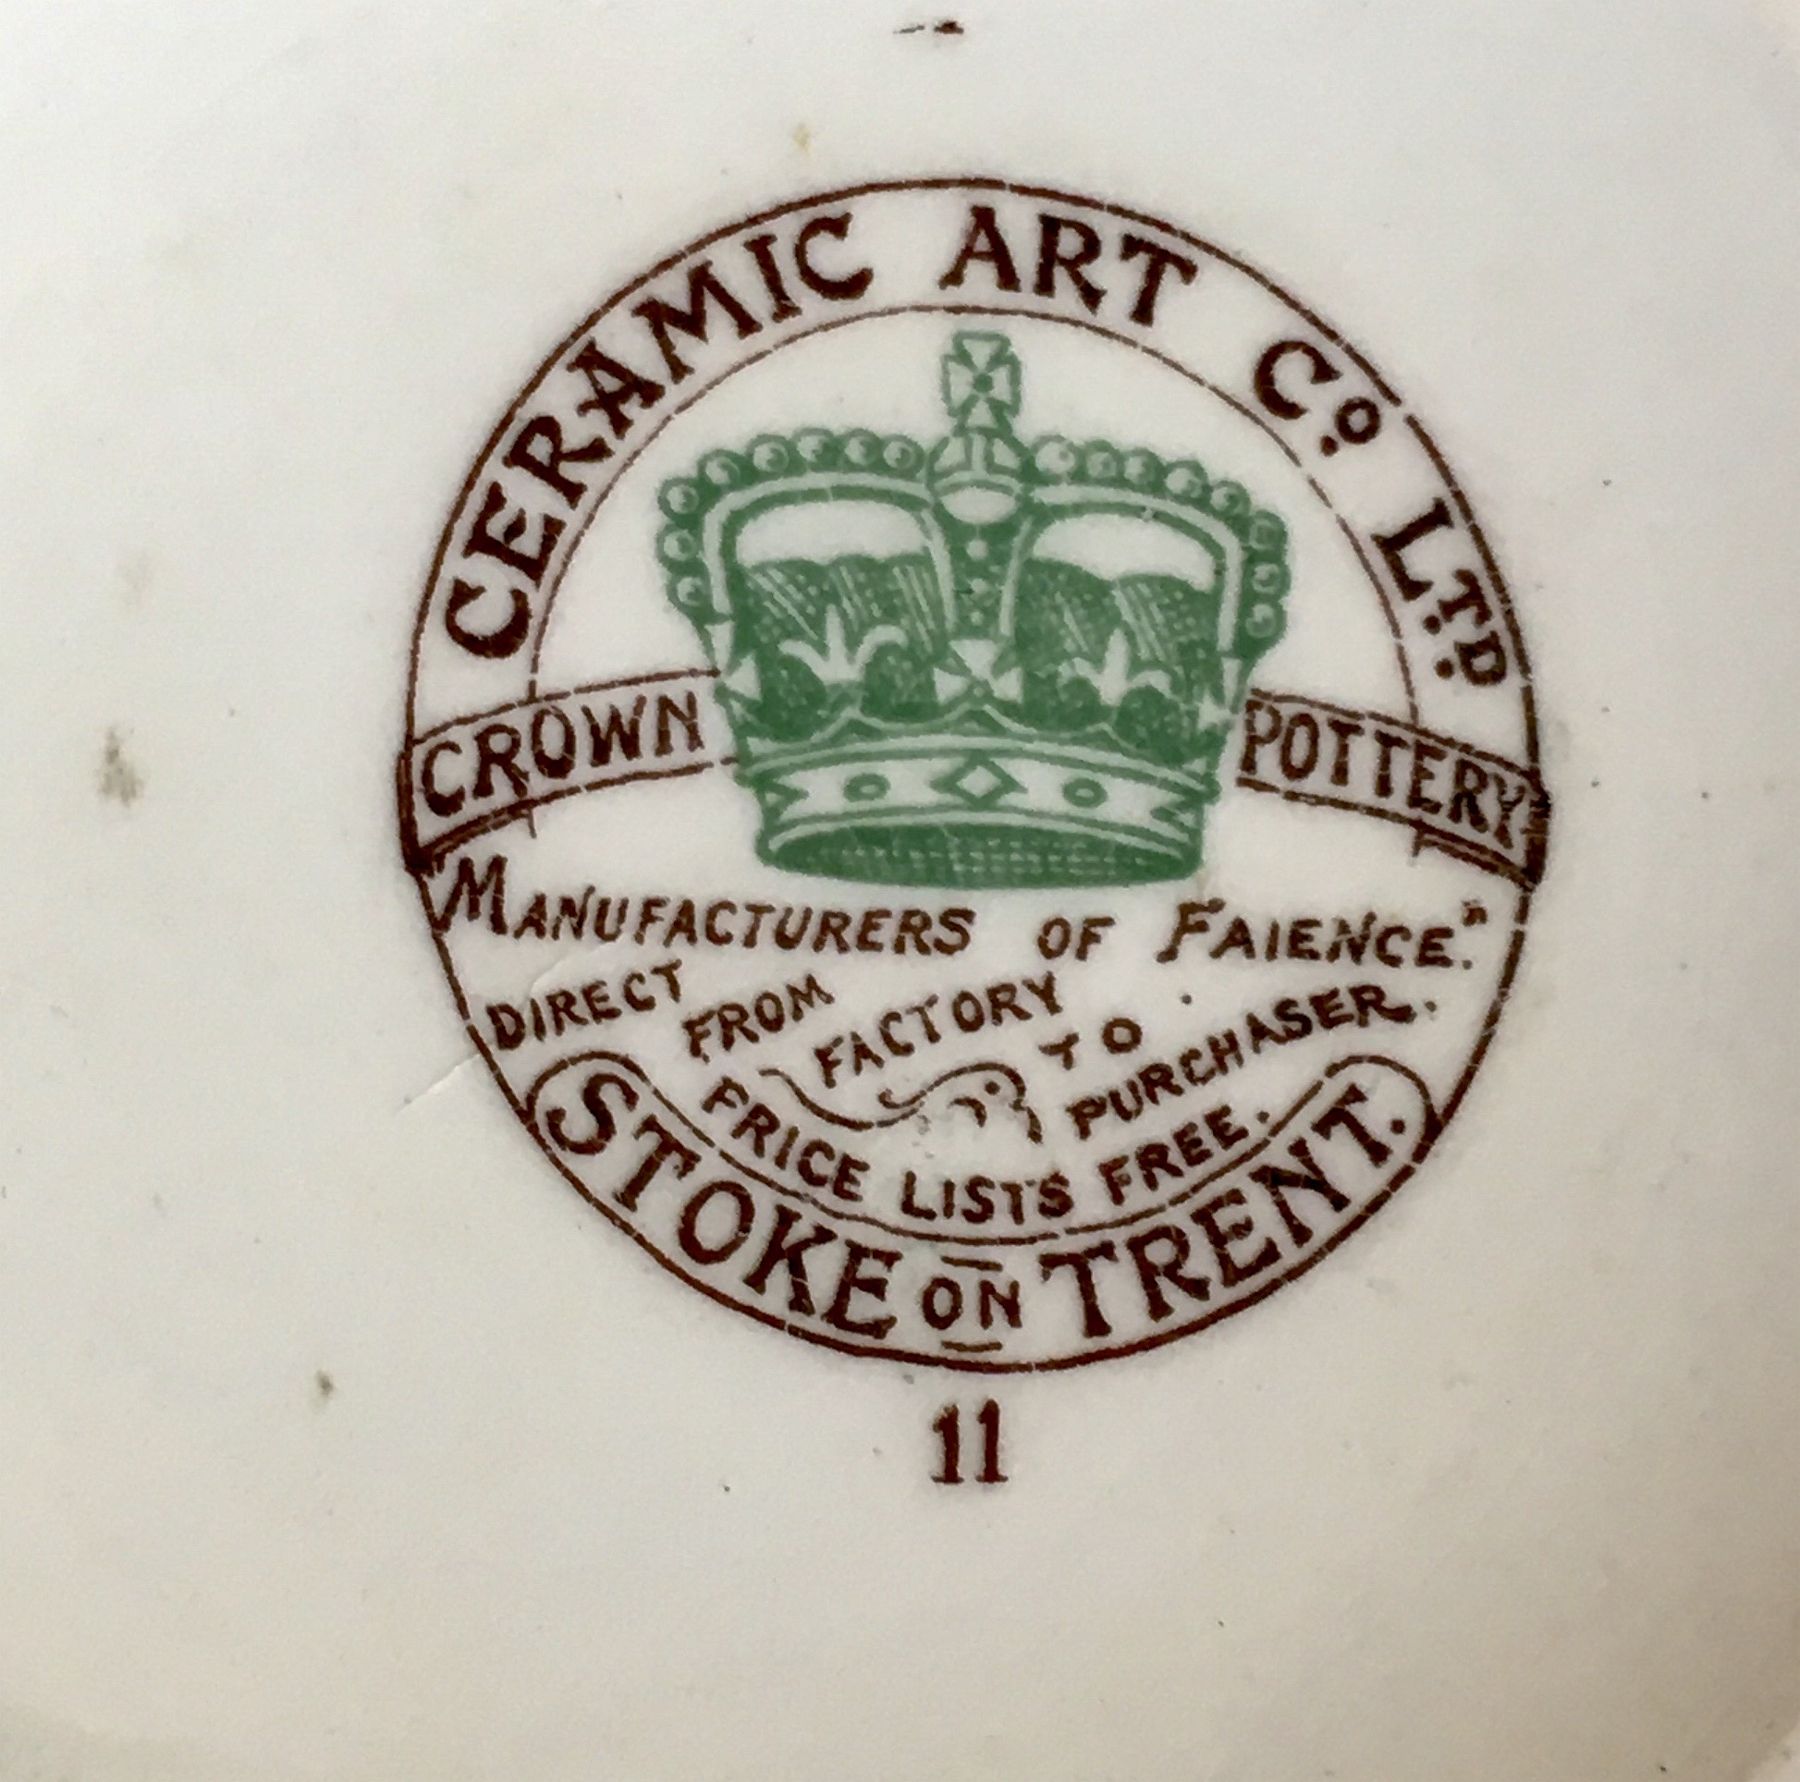 CERAMIC ART Co. LTD
CROWN POTTERY
"MANUFACTURERS OF FAIENCE."
DIRECT FROM FACTORY TO PURCHASER.
PRICE LISTS FREE.
STOKE ON TRENT.
11